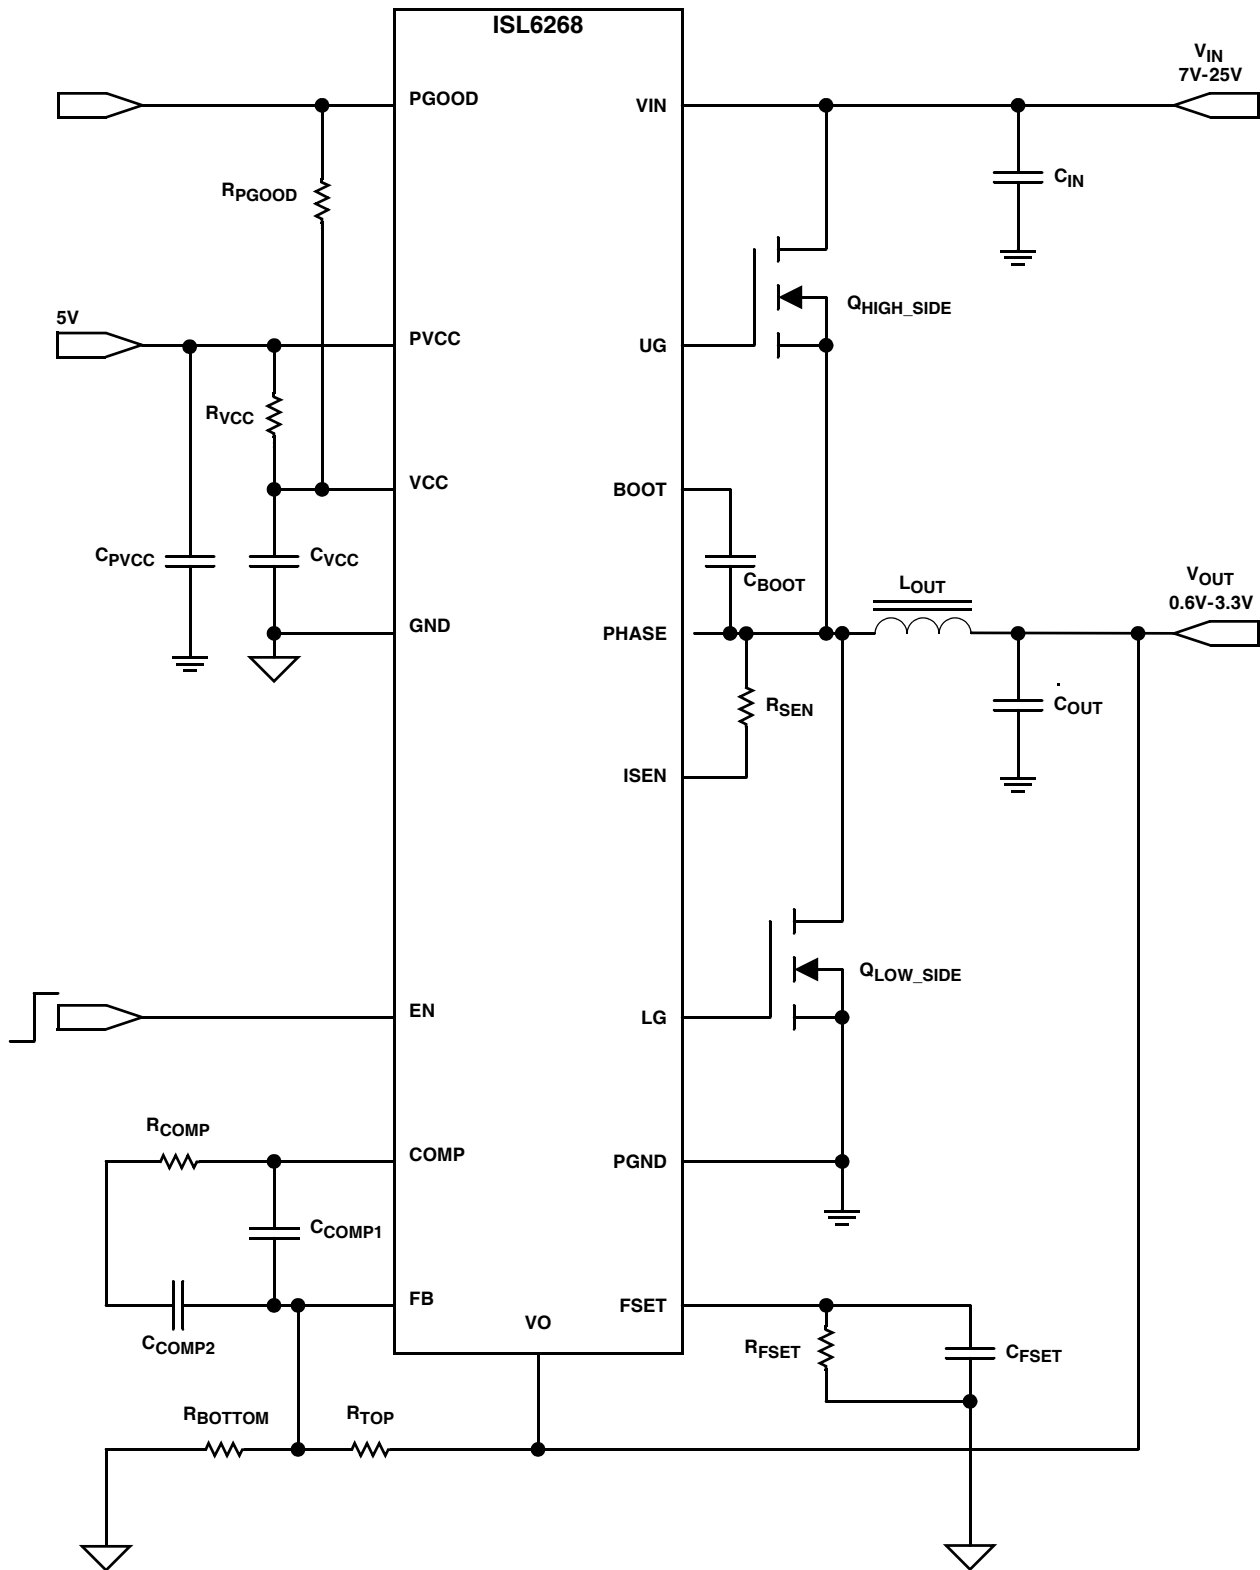 ISL6268
VIN
7V-25V
PGOOD
VIN
RPGOOD
CIN
QHIGH_SIDE
5V
PVCC
UG
RVCC
VCC
BOOT
CPVCC
CVCC
CBOOT
LOUT
VOUT
0.6V-3.3V
GND
PHASE
RSEN
COUT
ISEN
QLOW_SIDE
EN
LG
RCOMP
COMP
PGND
CCOMP1
FB
FSET
VO
CCOMP2
RFSET
CFSET
RBOTTOM
RTOP